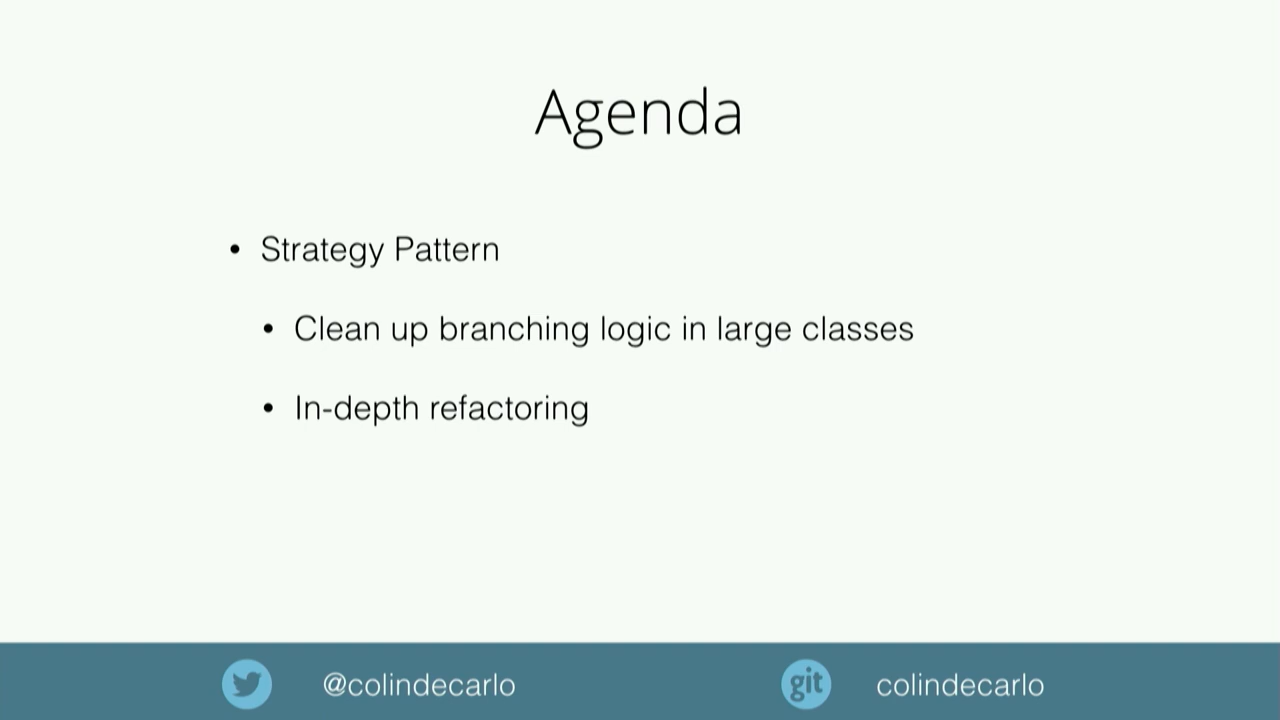 Agenda
• Strategy Pattern
• Clean up branching logic in large classes
• In-depth refactoring
@colindecarlo
git colindecarlo